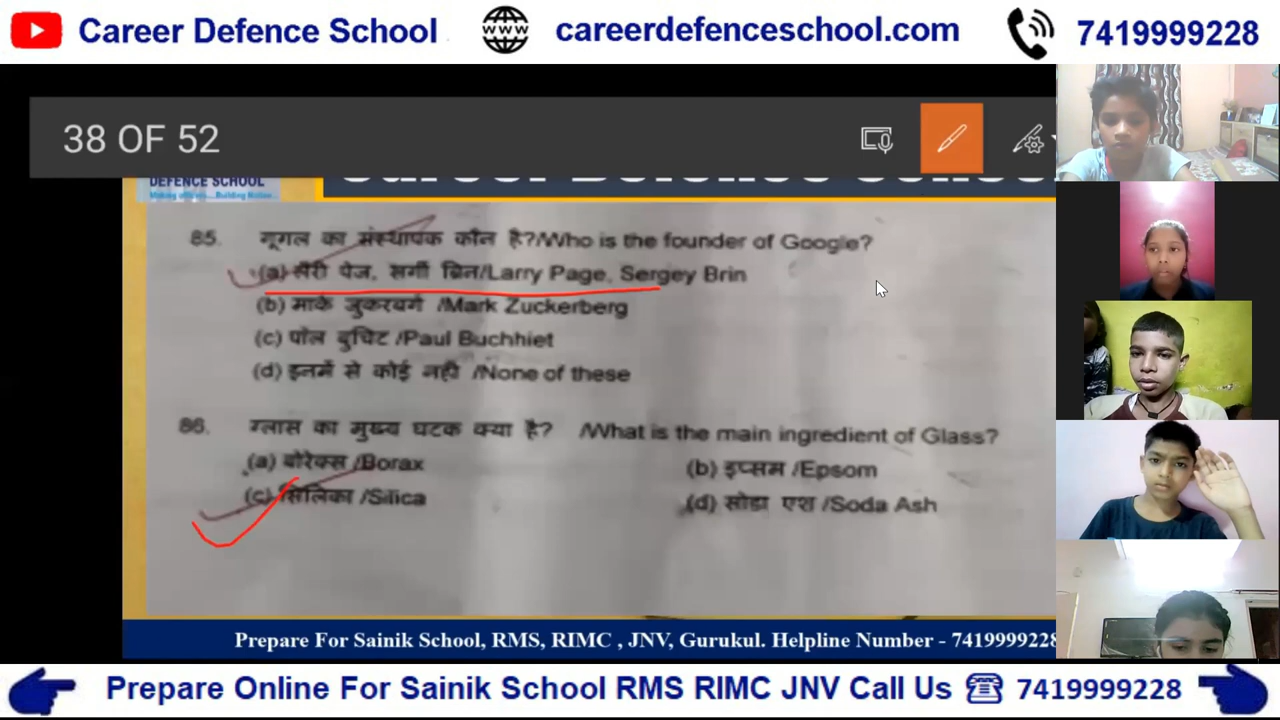 Career Defence School
www
careerdefenceschool.com
7419999228
38 OF 52
DEFENCE SCHOOL
85. गूगल का संस्थापक कौन है?/Who is the founder of Google?
(a) लैरी पेज, सर्गी ब्रिन/Larry Page, Sergey Brin
(b) मार्क जुकरबर्ग /Mark Zuckerberg
(c) पॉल बुचिट /Paul Buchhiet
(d) इनमें से कोई नहीं /None of these
86. ग्लास का मुख्य घटक क्या है? /What is the main ingredient of Glass?
(a) बोरेक्स /Borax
(b) इप्सम /Epsom
(c) सिलिका /Silica
(d) सोडा एश /Soda Ash
Prepare For Sainik School, RMS, RIMC , JNV, Gurukul. Helpline Number - 7419999228
Prepare Online For Sainik School RMS RIMC JNV Call Us 7419999228